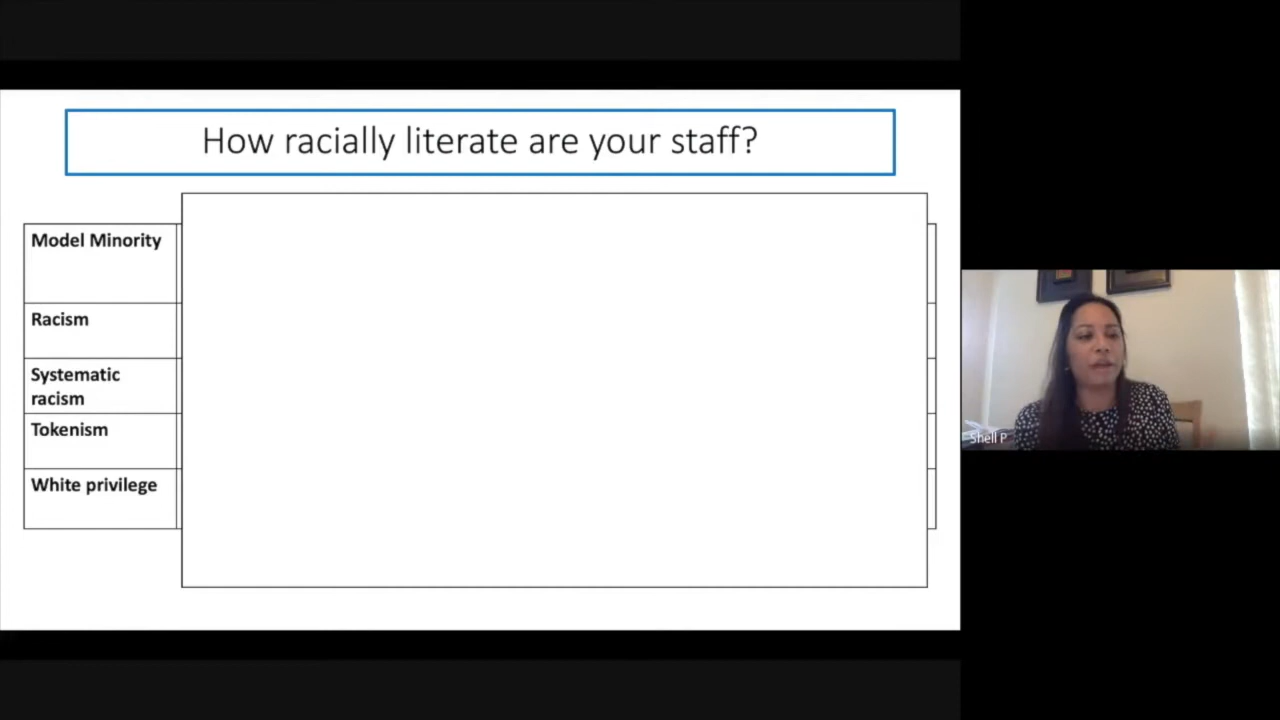 How racially literate are your staff?
Model Minority
Racism
Systematic
racism
Tokenism
White privilege
Shell P